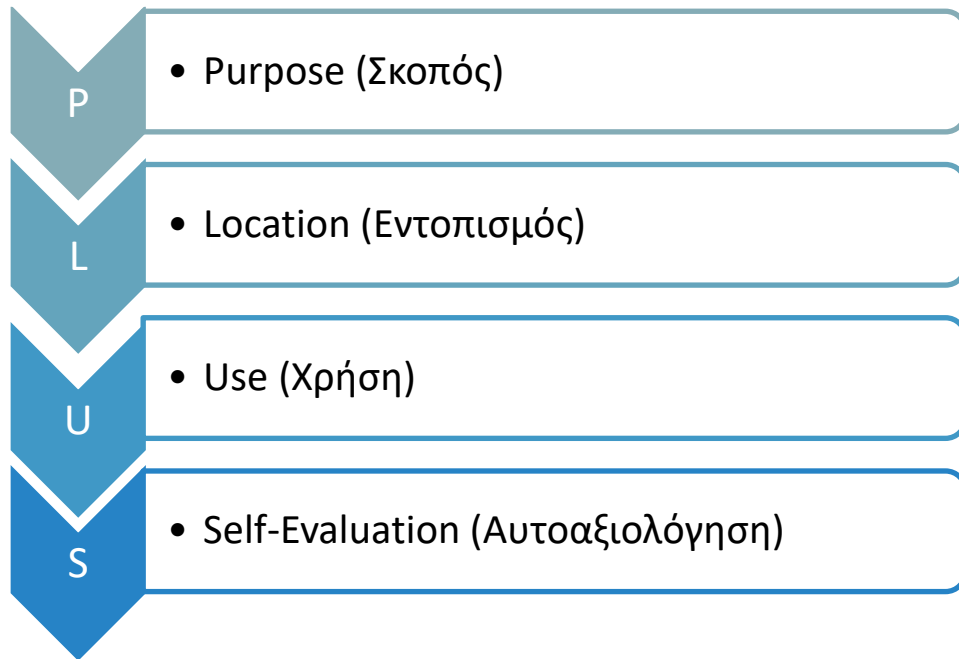 P
• Purpose (Σκοπός)
L
• Location (Εντοπισμός)
U
• Use (Χρήση)
S
• Self-Evaluation (Αυτοαξιολόγηση)